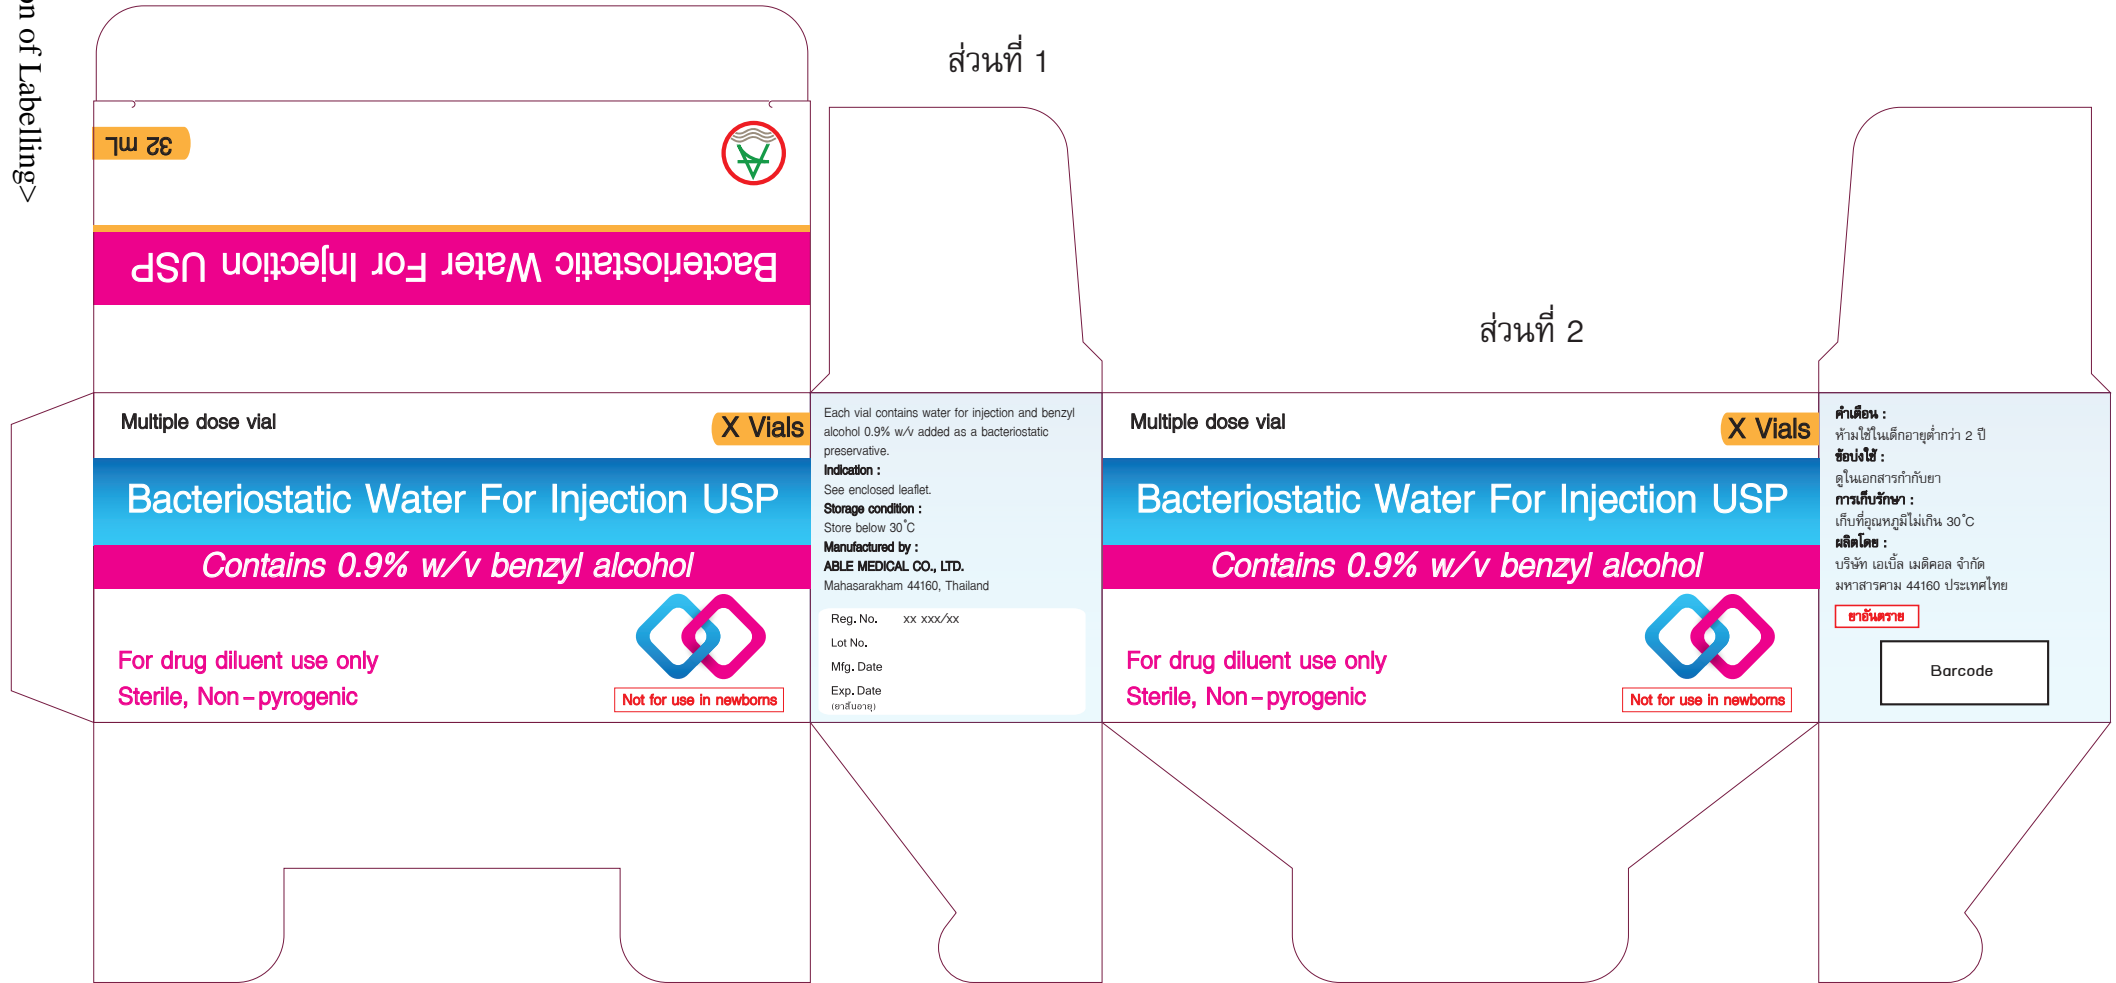 on of Labelling>
ส่วนที่ 1
32 mL
Bacteriostatic Water For Injection USP
ส่วนที่ 2
Multiple dose vial
X Vials
Bacteriostatic Water For Injection USP
Contains 0.9% w/v benzyl alcohol
For drug diluent use only
Sterile, Non-pyrogenic
Not for use in newborns
Each vial contains water for injection and benzyl
alcohol 0.9% w/v added as a bacteriostatic
preservative.
Indication :
See enclosed leaflet.
Storage condition :
Store below 30°C
Manufactured by :
ABLE MEDICAL CO., LTD.
Mahasarakham 44160, Thailand
Reg. No. xx xxx/xx
Lot No.
Mfg. Date
Exp. Date
(ยาสิ้นอายุ)
Multiple dose vial
X Vials
Bacteriostatic Water For Injection USP
Contains 0.9% w/v benzyl alcohol
For drug diluent use only
Sterile, Non-pyrogenic
Not for use in newborns
คำเตือน :
ห้ามใช้ในเด็กอายุต่ำกว่า 2 ปี
ข้อบ่งใช้ :
ดูในเอกสารกำกับยา
การเก็บรักษา :
เก็บที่อุณหภูมิไม่เกิน 30°C
ผลิตโดย :
บริษัท เอเบิ้ล เมดิคอล จำกัด
มหาสารคาม 44160 ประเทศไทย
ยาอันตราย
Barcode